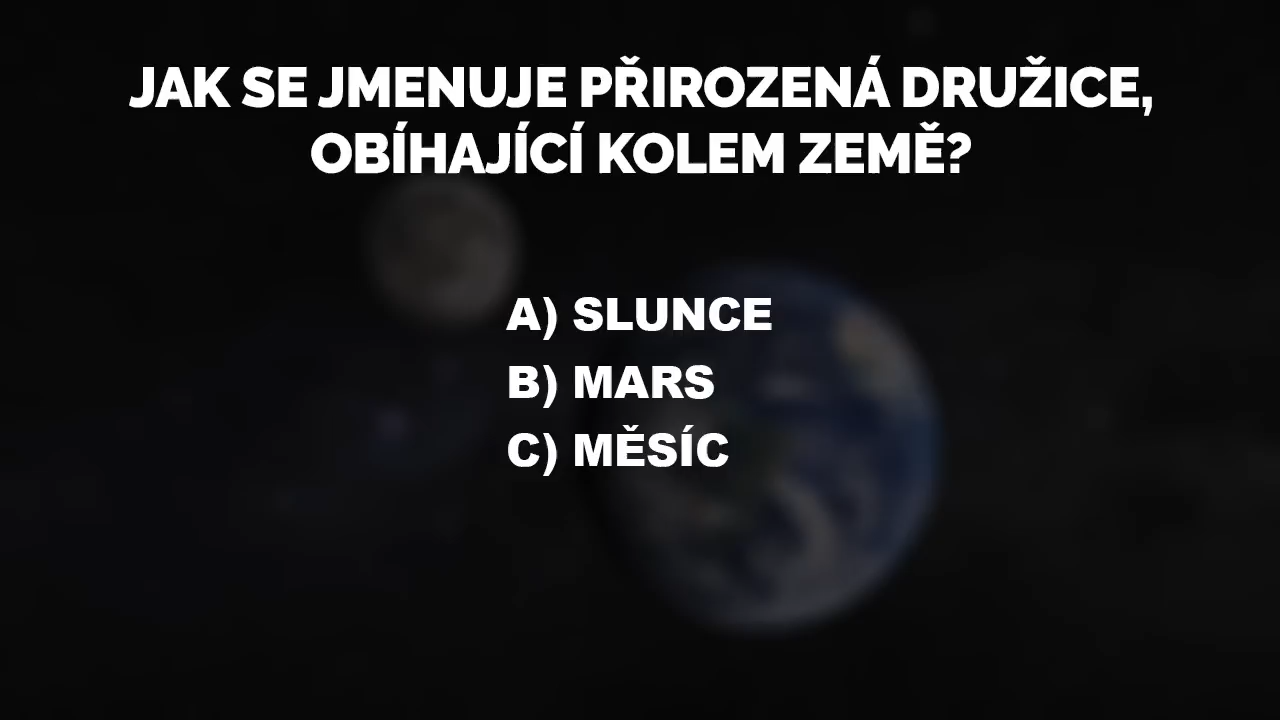 JAK SE JMENUJE PŘIROZENÁ DRUŽICE,
OBÍHAJÍCÍ KOLEM ZEMĚ?
A) SLUNCE
B) MARS
C) MĚSÍC